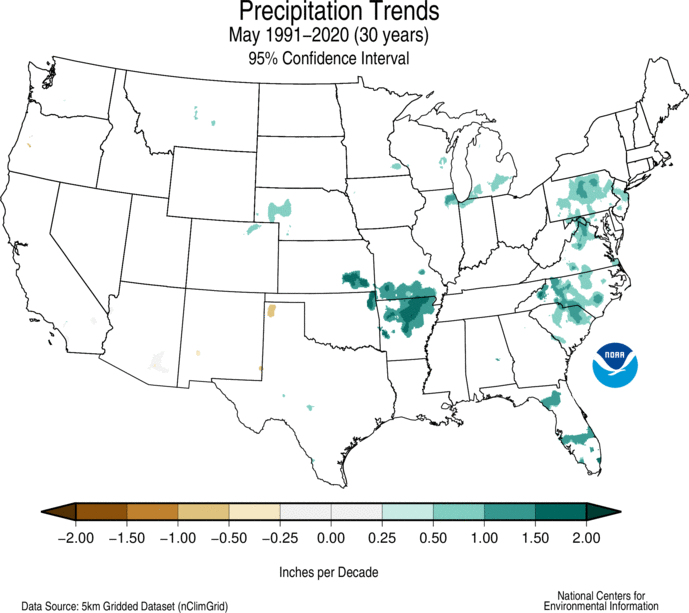 Precipitation Trends
May 1991–2020 (30 years)
95% Confidence Interval
NOAA
−2.00 −1.50 −1.00 −0.50 −0.25 0.00 0.25 0.50 1.00 1.50 2.00
Inches per Decade
National Centers for
Data Source: 5km Gridded Dataset (nClimGrid) Environmental Information